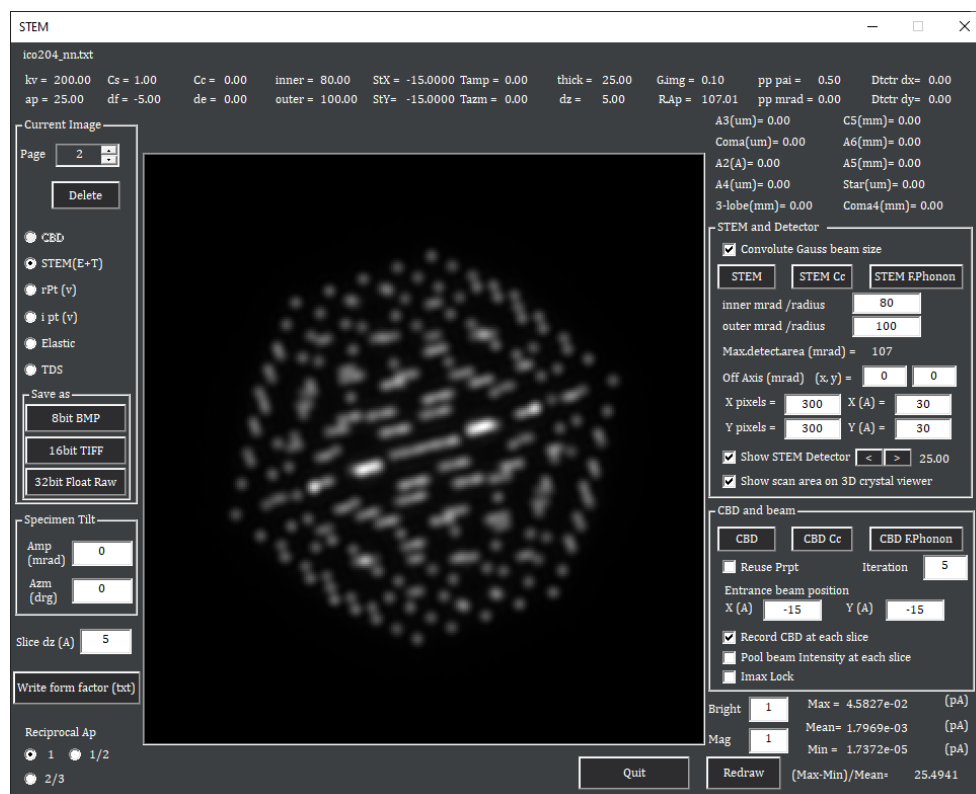 STEM
ico204_nn.txt
kv = 200.00 Cs = 1.00 Cc = 0.00 inner = 80.00 StX = -15.0000 Tamp = 0.00 thick = 25.00 G.img = 0.10 pp pai = 0.50 Dtctr dx= 0.00
ap = 25.00 df = -5.00 de = 0.00 outer = 100.00 StY= -15.0000 Tazm = 0.00 dz = 5.00 R.Ap = 107.01 pp mrad = 0.00 Dtctr dy= 0.00
A3(um)= 0.00 C5(mm)= 0.00
Coma(um)= 0.00 A6(mm)= 0.00
A2(A)= 0.00 A5(mm)= 0.00
A4(um)= 0.00 Star(um)= 0.00
3-lobe(mm)= 0.00 Coma4(mm)= 0.00
Current Image
Page 2
Delete
CBD
STEM(E+T)
rPt (v)
i pt (v)
Elastic
TDS
Save as
8bit BMP
16bit TIFF
32bit Float Raw
Specimen Tilt
Amp (mrad) 0
Azm (drg) 0
Slice dz (A) 5
Write form factor (txt)
Reciprocal Ap
1 1/2
2/3
STEM and Detector
Convolute Gauss beam size
STEM STEM Cc STEM F.Phonon
inner mrad /radius 80
outer mrad /radius 100
Max.detect.area (mrad) = 107
Off Axis (mrad) (x, y) = 0 0
X pixels = 300 X (A) = 30
Y pixels = 300 Y (A) = 30
Show STEM Detector < > 25.00
Show scan area on 3D crystal viewer
CBD and beam
CBD CBD Cc CBD F.Phonon
Reuse Prpt Iteration 5
Entrance beam position
X (A) -15 Y (A) -15
Record CBD at each slice
Pool beam Intensity at each slice
Imax Lock
Bright 1 Max = 4.5827e-02 (pA)
Mean= 1.7969e-03 (pA)
Mag 1 Min = 1.7372e-05 (pA)
Quit Redraw (Max-Min)/Mean= 25.4941